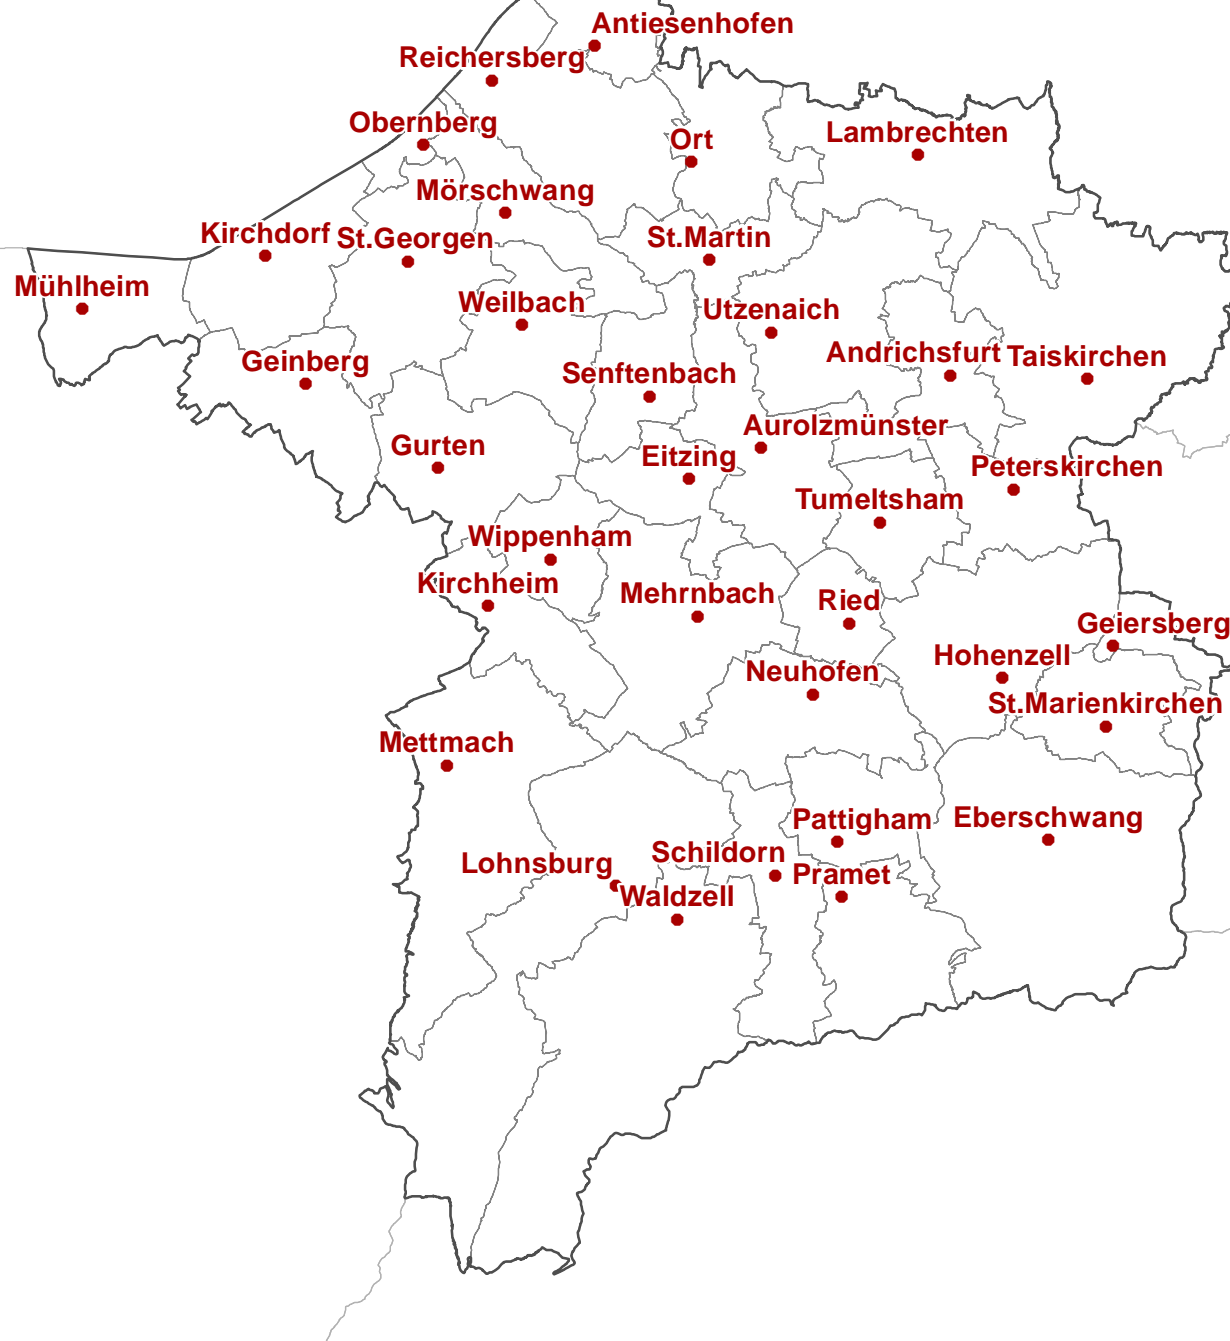 Antiesenhofen
Reichersberg
Obernberg
Ort
Lambrechten
Mörschwang
Kirchdorf
St.Georgen
St.Martin
Mühlheim
Weilbach
Utzenaich
Geinberg
Senftenbach
Andrichsfurt
Taiskirchen
Gurten
Aurolzmünster
Eitzing
Peterskirchen
Tumeltsham
Wippenham
Kirchheim
Mehrnbach
Ried
Geiersberg
Neuhofen
Hohenzell
St.Marienkirchen
Mettmach
Pattigham
Eberschwang
Lohnsburg
Schildorn
Pramet
Waldzell